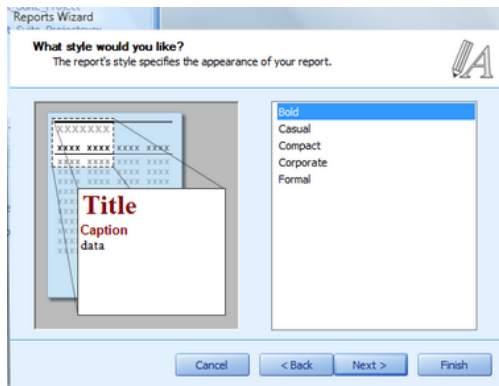 Reports Wizard
What style would you like?
The report's style specifies the appearance of your report.
A
XXXXXXX
xxxx xxxx xxxx xxxx
xxxx xxxx xxxx xxxx
Title
Caption
data
Bold
Casual
Compact
Corporate
Formal
Cancel
< Back
Next >
Finish